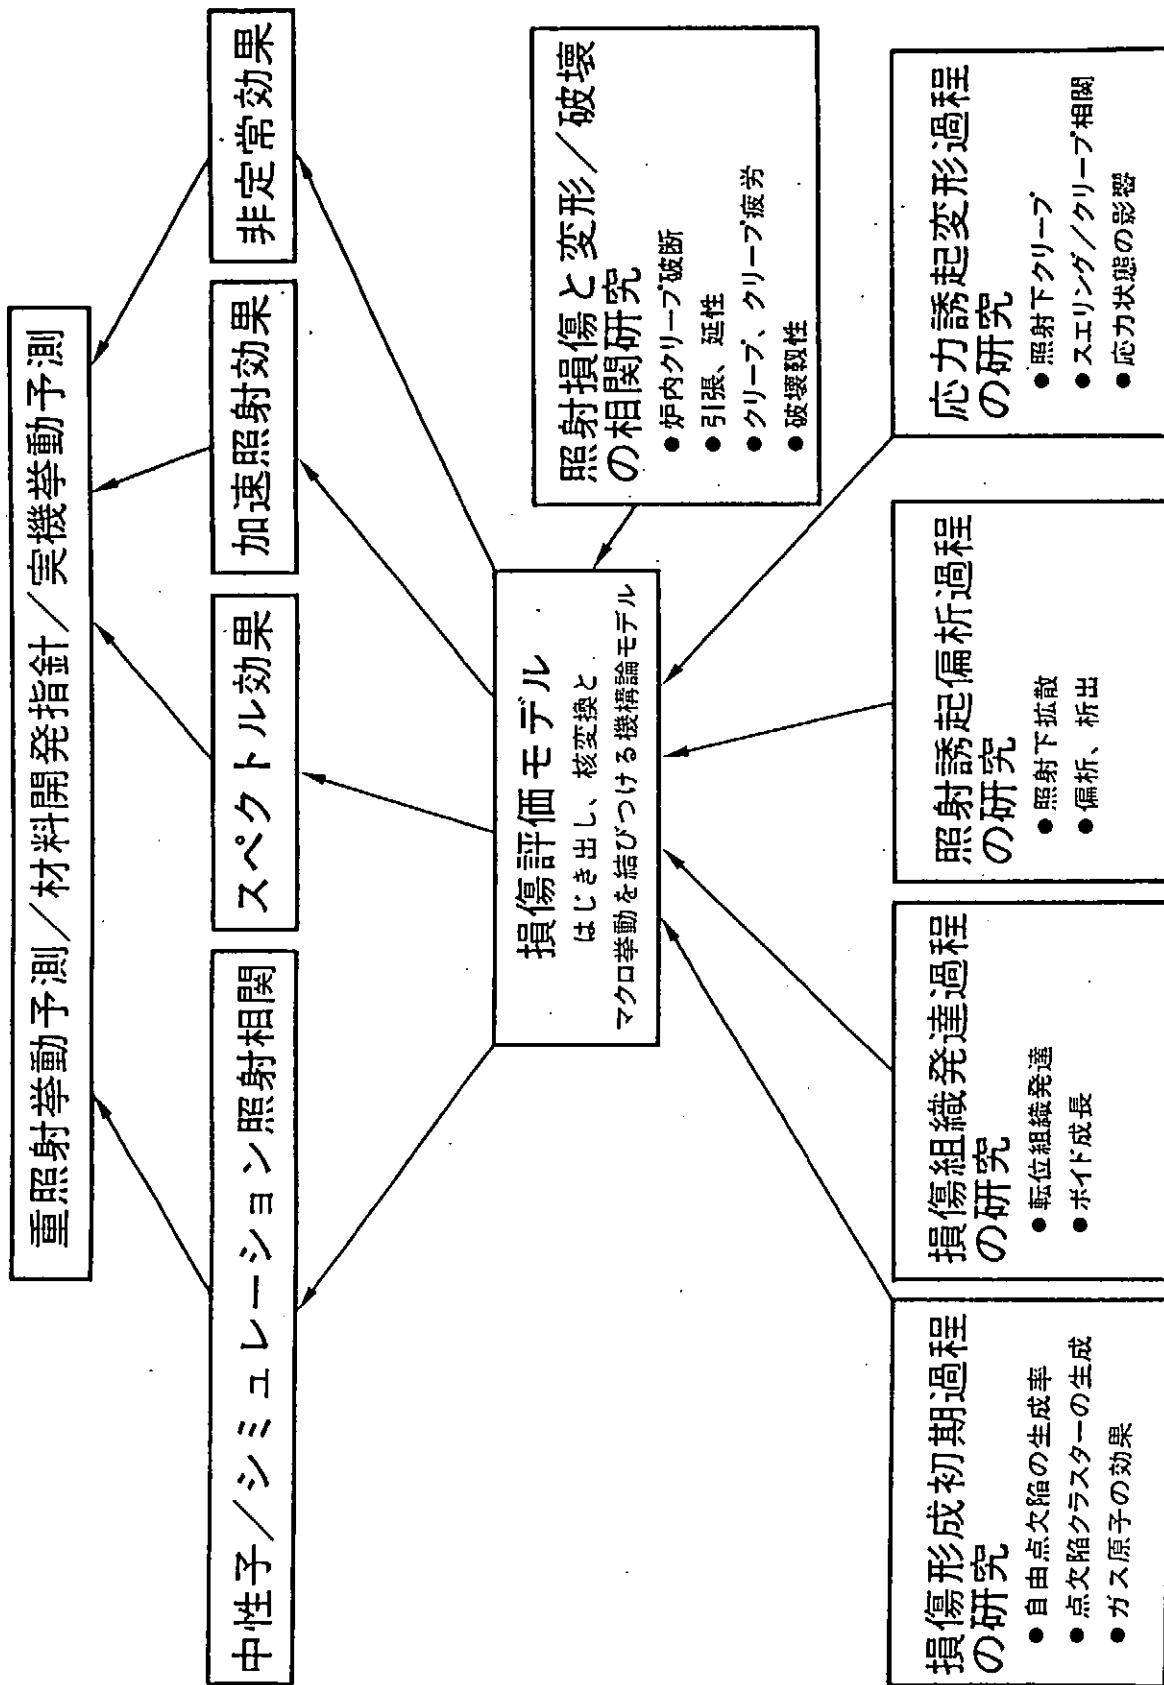 重照射挙動予測／材料開発指針／実機挙動予測
中性子／シミュレーション照射相関
スペクトル効果
加速照射効果
非定常効果
損傷評価モデル
はじき出し、核変換と
マクロ挙動を結びつける機構論モデル
照射損傷と変形／破壊
の相関研究
● 炉内クリープ破断
● 引張、延性
● クリープ、クリープ疲労
● 破壊靱性
損傷形成初期過程
の研究
● 自由点欠陥の生成率
● 点欠陥クラスターの生成
● ガス原子の効果
損傷組織発達過程
の研究
● 転位組織発達
● ボイド成長
照射誘起偏析過程
の研究
● 照射下拡散
● 偏析、析出
応力誘起変形過程
の研究
● 照射下クリープ
● スエリング／クリープ相関
● 応力状態の影響